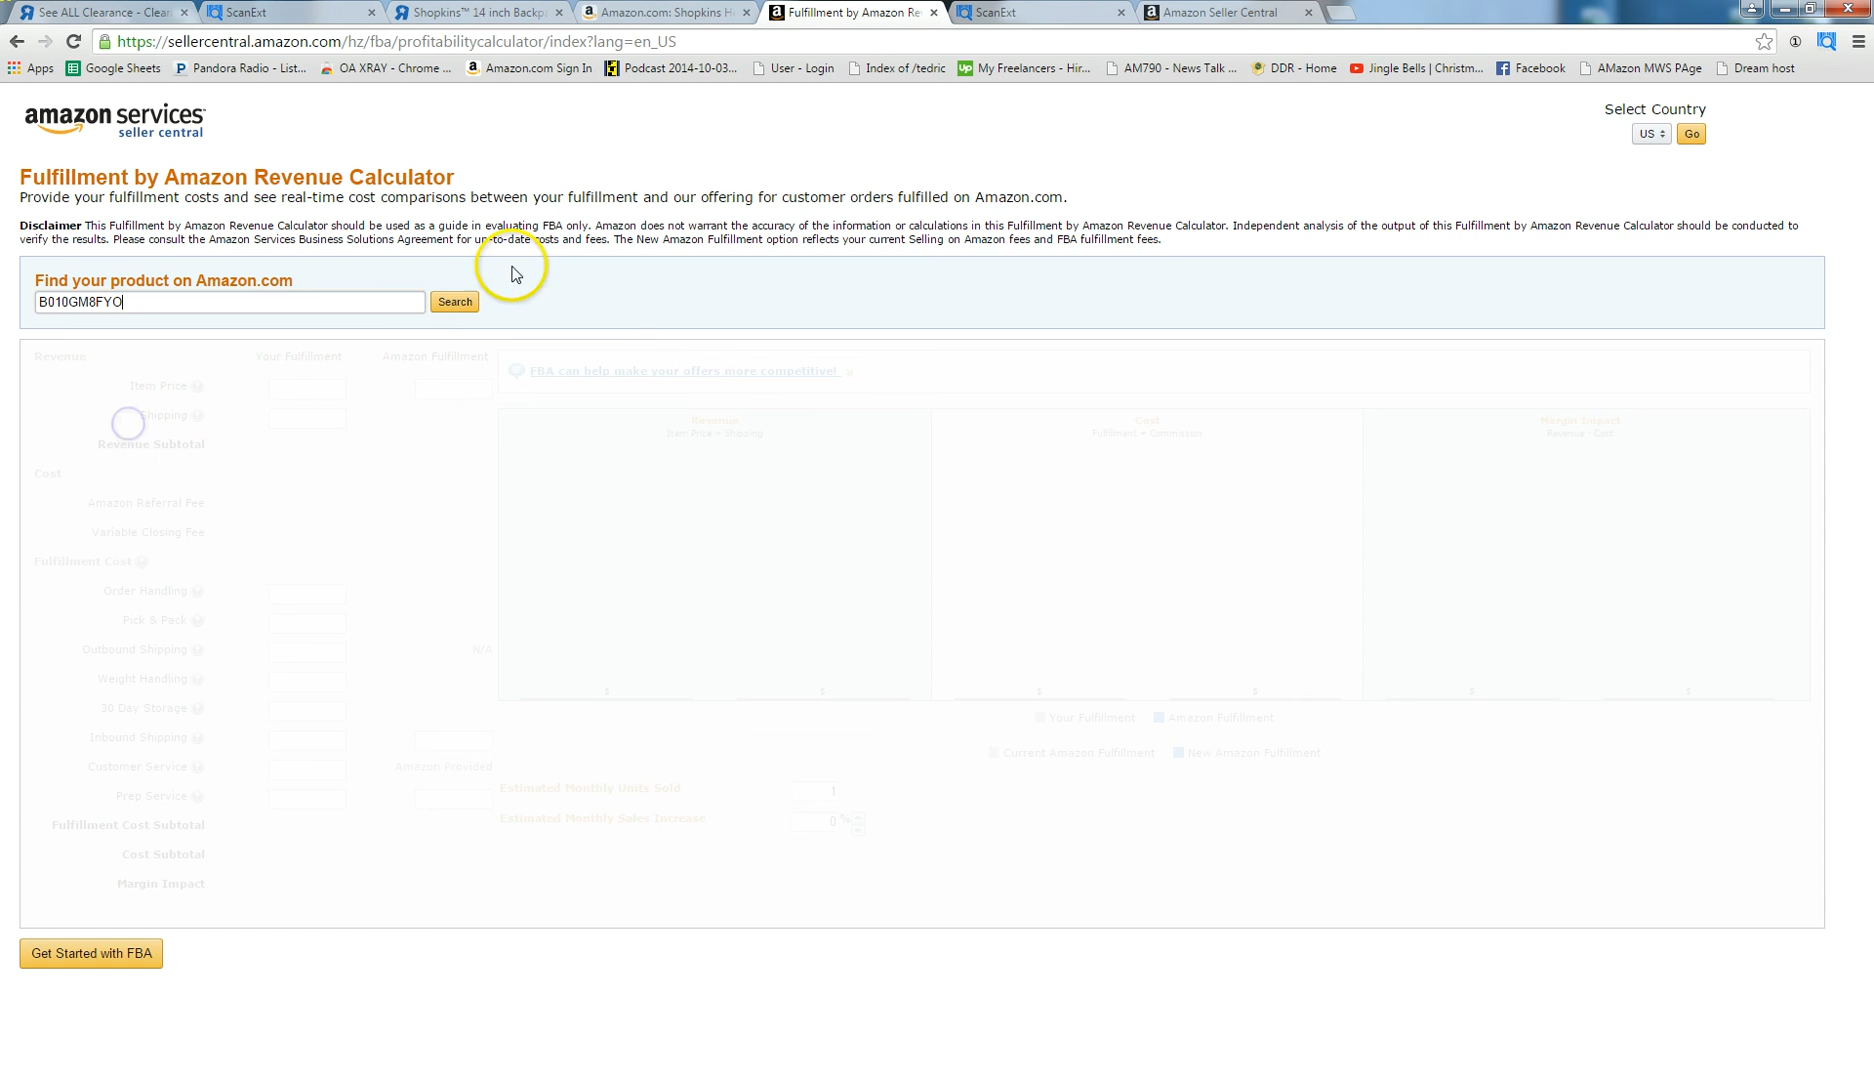 See ALL Clearance - Clear
ScanExt
Shopkins™ 14 inch Backp
Amazon.com: Shopkins H
Fulfillment by Amazon Re
ScanExt
Amazon Seller Central
https://sellercentral.amazon.com/hz/fba/profitabilitycalculator/index?lang=en_US
Apps
Google Sheets
Pandora Radio - List...
OA XRAY - Chrome ...
Amazon.com Sign In
Podcast 2014-10-03...
User - Login
Index of /tedric
My Freelancers - Hir...
AM790 - News Talk ...
DDR - Home
Jingle Bells | Christm...
Facebook
AMazon MWS PAge
Dream host
amazon services
seller central
Select Country
US
Go
Fulfillment by Amazon Revenue Calculator
Provide your fulfillment costs and see real-time cost comparisons between your fulfillment and our offering for customer orders fulfilled on Amazon.com.
Disclaimer This Fulfillment by Amazon Revenue Calculator should be used as a guide in evaluating FBA only. Amazon does not warrant the accuracy of the information or calculations in this Fulfillment by Amazon Revenue Calculator. Independent analysis of the output of this Fulfillment by Amazon Revenue Calculator should be conducted to
verify the results. Please consult the Amazon Services Business Solutions Agreement for up-to-date costs and fees. The New Amazon Fulfillment option reflects your current Selling on Amazon fees and FBA fulfillment fees.
Find your product on Amazon.com
B010GM8FYO
Search
Revenue
Your Fulfillment
Amazon Fulfillment
FBA can help make your offers more competitive!
Item Price
Shipping
Revenue Subtotal
Revenue
Item Price + Shipping
Cost
Fulfillment + Commission
Margin Impact
Revenue - Cost
Cost
Amazon Referral Fee
Variable Closing Fee
Fulfillment Cost
Order Handling
Pick & Pack
Outbound Shipping
N/A
Weight Handling
30 Day Storage
$ $ $ $ $ $
Your Fulfillment
Amazon Fulfillment
Inbound Shipping
Current Amazon Fulfillment
New Amazon Fulfillment
Customer Service
Amazon Provided
Prep Service
Estimated Monthly Units Sold
1
Estimated Monthly Sales Increase
0 %
Fulfillment Cost Subtotal
Cost Subtotal
Margin Impact
Get Started with FBA